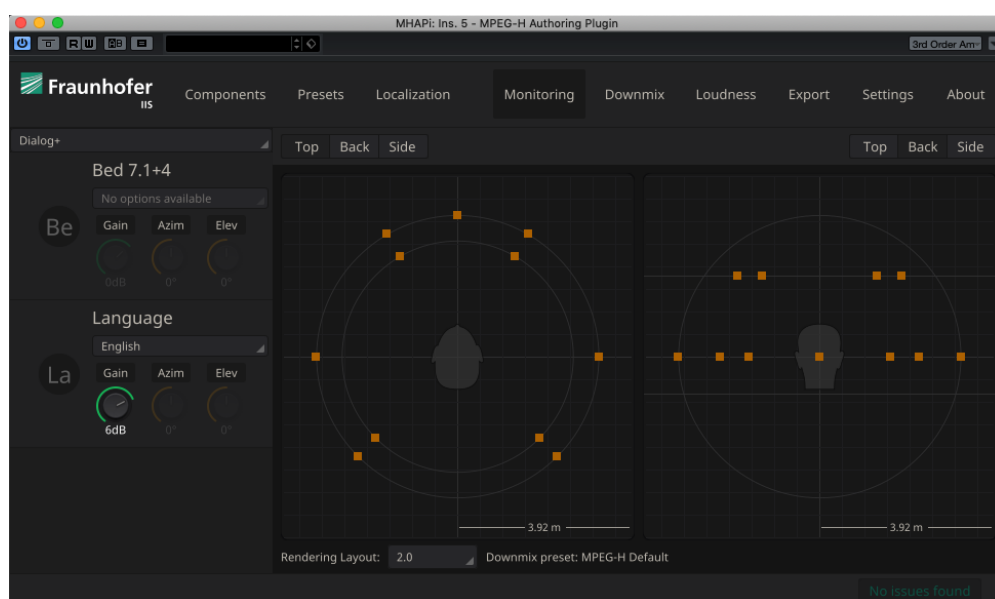 MHAPi: Ins. 5 - MPEG-H Authoring Plugin
R W
3rd Order Am
Fraunhofer
IIS
Components Presets Localization Monitoring Downmix Loudness Export Settings About
Dialog+
Top Back Side Top Back Side
Bed 7.1+4
No options available
Be
Gain Azim Elev
0dB 0° 0°
Language
English
La
Gain Azim Elev
6dB 0° 0°
3.92 m 3.92 m
Rendering Layout: 2.0 Downmix preset: MPEG-H Default
No issues found